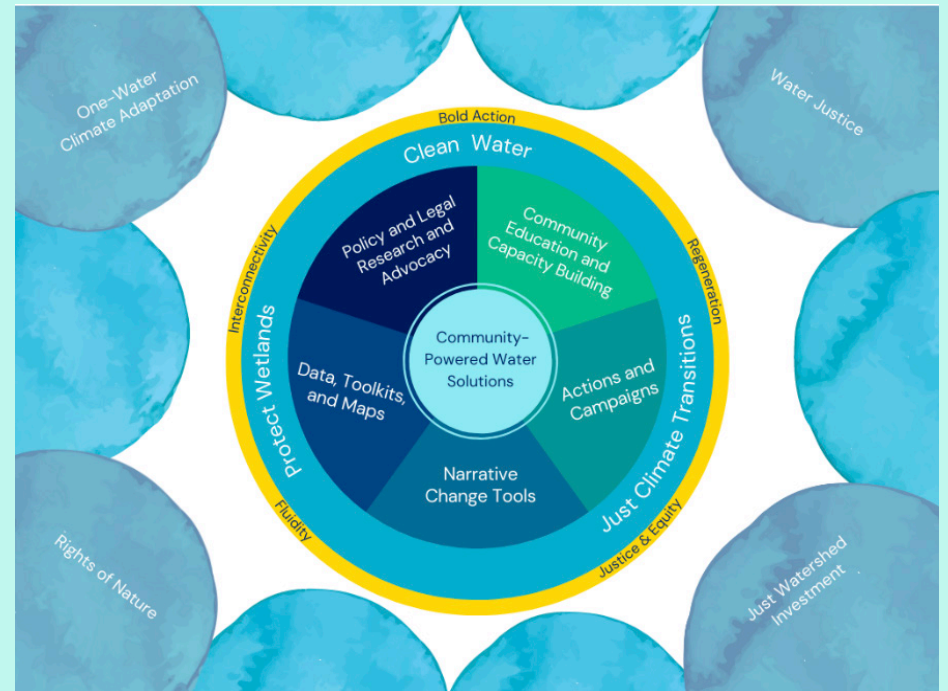 One-Water
Climate Adaptation
Water Justice
Bold Action
Clean Water
Interconnectivity
Regeneration
Policy and Legal
Research and
Advocacy
Community
Education and
Capacity Building
Protect Wetlands
Community-
Powered Water
Solutions
Just Climate Transitions
Data, Toolkits,
and Maps
Actions and
Campaigns
Narrative
Change Tools
Fluidity
Justice & Equity
Rights of Nature
Just Watershed
Investment